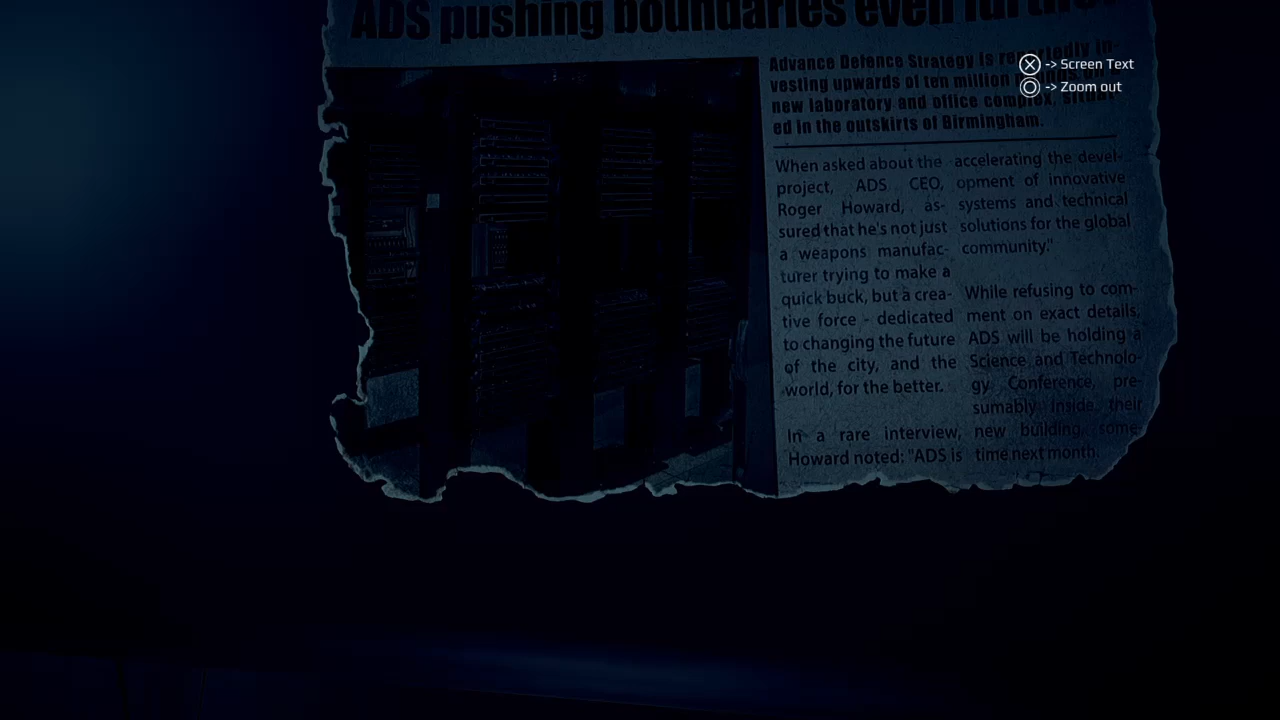 ADS pushing boundaries even further
Advance Defence Strategy is reportedly in-
vesting upwards of ten million pounds on a
new laboratory and office complex, situat-
ed in the outskirts of Birmingham.
When asked about the
project, ADS CEO,
Roger Howard, as-
sured that he's not just
a weapons manufac-
turer trying to make a
quick buck, but a crea-
tive force - dedicated
to changing the future
of the city, and the
world, for the better.
In a rare interview,
Howard noted: "ADS is
accelerating the devel-
opment of innovative
systems and technical
solutions for the global
community."
While refusing to com-
ment on exact details,
ADS will be holding a
Science and Technolo-
gy Conference, pre-
sumably inside their
new building, some-
time next month.
-> Screen Text
-> Zoom out